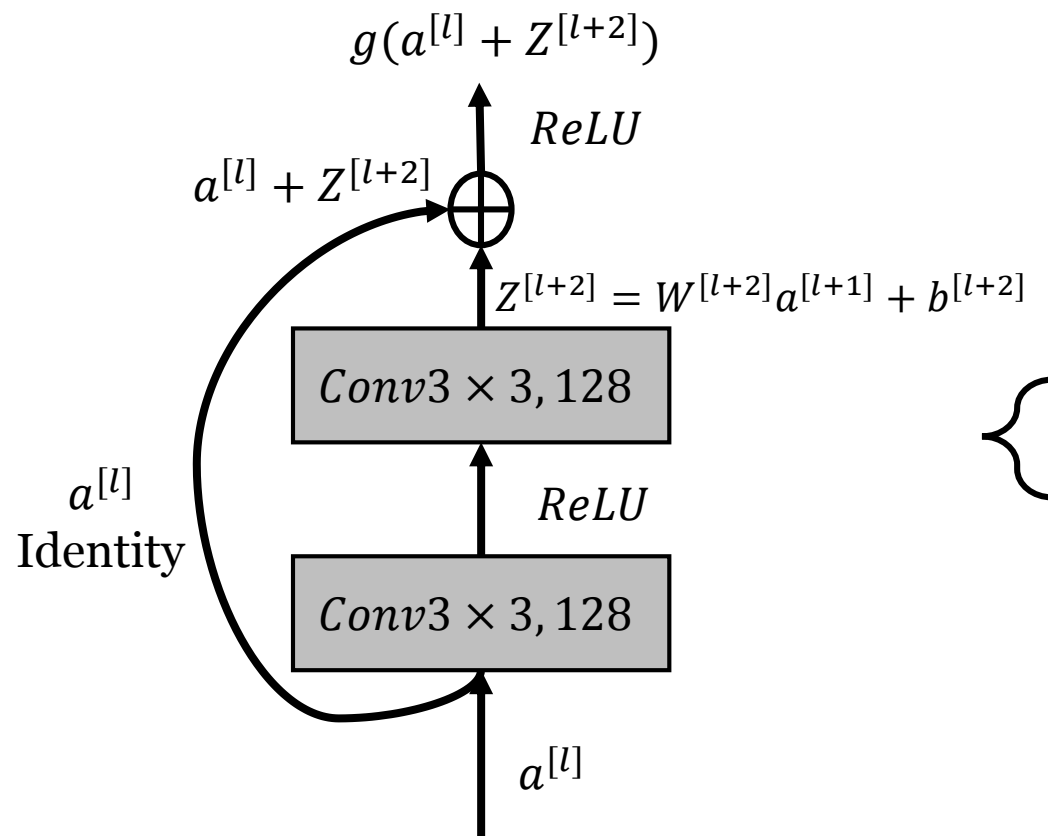 g(a^{[l]} + Z^{[l+2]})
ReLU
a^{[l]} + Z^{[l+2]}
Z^{[l+2]} = W^{[l+2]}a^{[l+1]} + b^{[l+2]}
Conv3 × 3, 128
ReLU
a^{[l]}
Identity
Conv3 × 3, 128
a^{[l]}